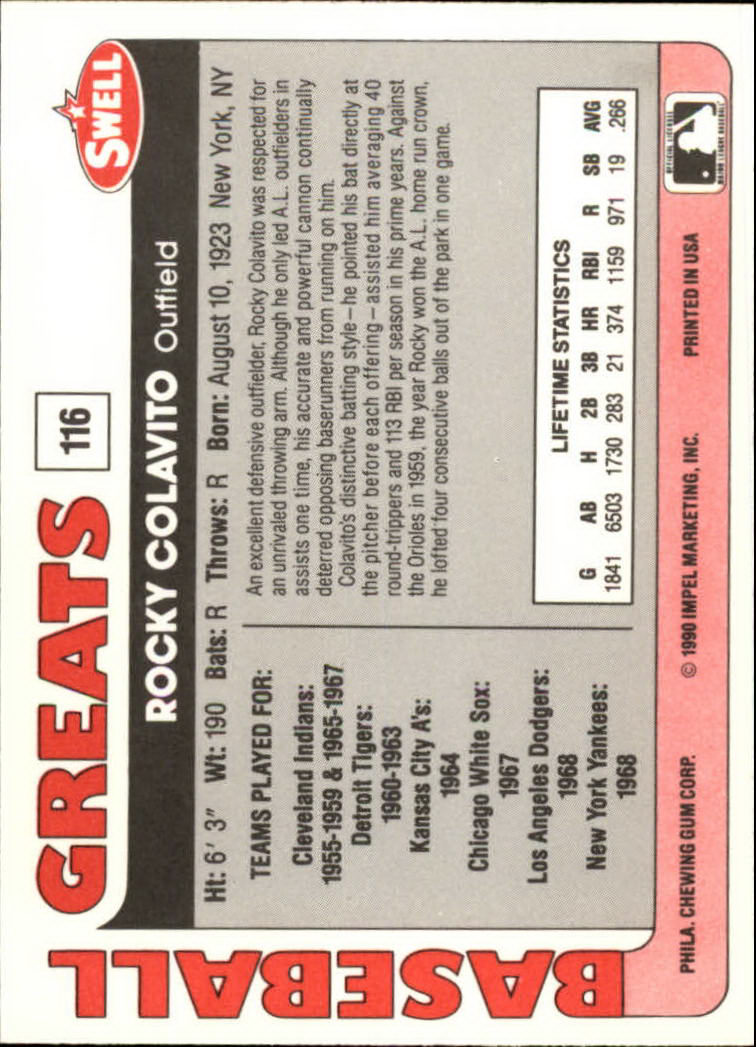 BASEBALL GREATS
116
SWELL
ROCKY COLAVITO Outfield
Ht: 6' 3" Wt: 190 Bats: R Throws: R Born: August 10, 1923 New York, NY
TEAMS PLAYED FOR:
Cleveland Indians:
1955-1959 & 1965-1967
Detroit Tigers:
1960-1963
Kansas City A's:
1964
Chicago White Sox:
1967
Los Angeles Dodgers:
1968
New York Yankees:
1968
An excellent defensive outfielder, Rocky Colavito was respected for
an unrivaled throwing arm. Although he only led A.L. outfielders in
assists one time, his accurate and powerful cannon continually
deterred opposing baserunners from running on him.
Colavito's distinctive batting style—he pointed his bat directly at
the pitcher before each offering—assisted him averaging 40
round-trippers and 113 RBI per season in his prime years. Against
the Orioles in 1959, the year Rocky won the A.L. home run crown,
he lofted four consecutive balls out of the park in one game.
LIFETIME STATISTICS
G AB H 2B 3B HR RBI R SB AVG
1841 6503 1730 283 21 374 1159 971 19 .266
PHILA. CHEWING GUM CORP. © 1990 IMPEL MARKETING, INC. PRINTED IN USA
OFFICIAL LICENSEE
MAJOR LEAGUE BASEBALL